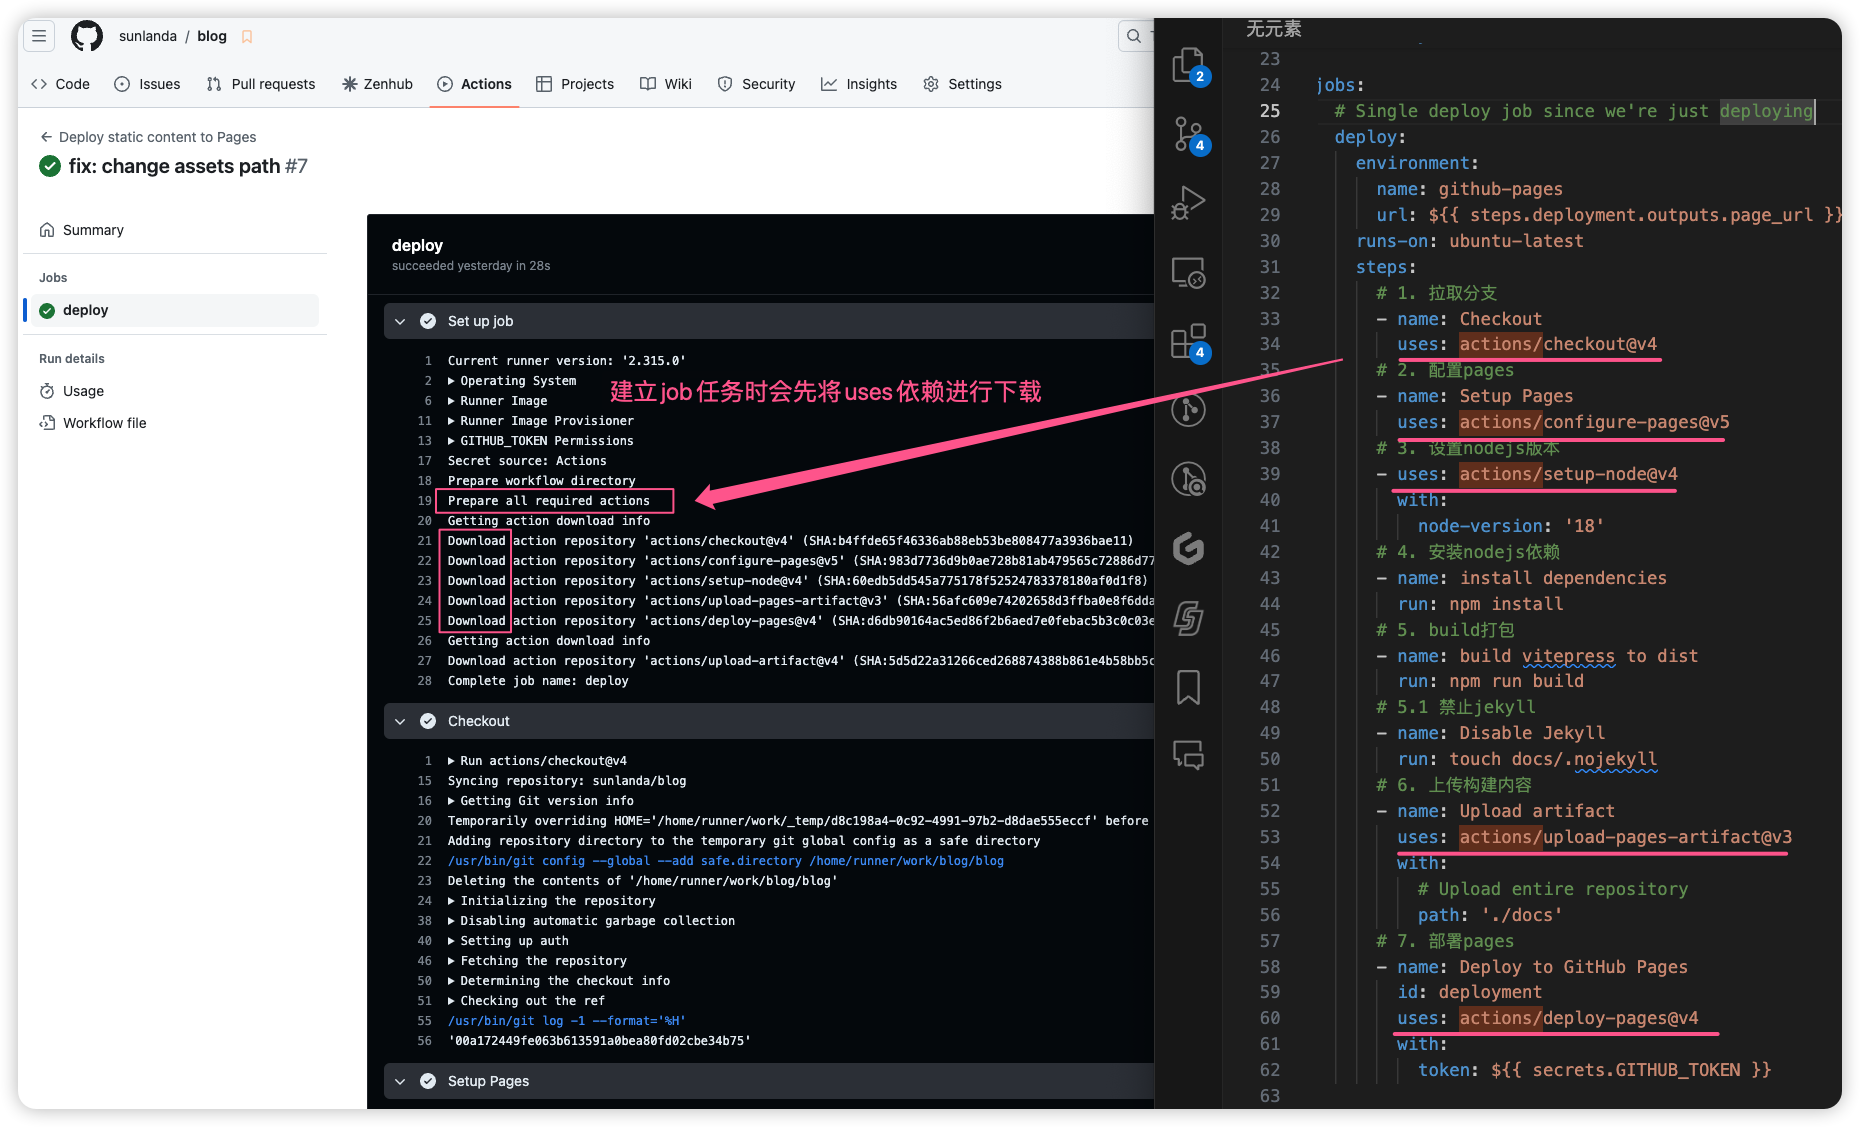 sunlanda / blog
Code
Issues
Pull requests
Zenhub
Actions
Projects
Wiki
Security
Insights
Settings
Deploy static content to Pages
fix: change assets path #7
Summary
Jobs
deploy
Run details
Usage
Workflow file
deploy
succeeded yesterday in 28s
Set up job
1 Current runner version: '2.315.0'
2 Operating System
6 Runner Image
11 Runner Image Provisioner
13 GITHUB_TOKEN Permissions
17 Secret source: Actions
18 Prepare workflow directory
19 Prepare all required actions
20 Getting action download info
21 Download action repository 'actions/checkout@v4' (SHA:b4ffde65f46336ab88eb53be808477a3936bae11)
22 Download action repository 'actions/configure-pages@v5' (SHA:983d7736d9b0ae728b81ab479565c72886d77
23 Download action repository 'actions/setup-node@v4' (SHA:60edb5dd545a775178f52524783378180af0d1f8)
24 Download action repository 'actions/upload-pages-artifact@v3' (SHA:56afc609e74202658d3ffba0e8f6dda
25 Download action repository 'actions/deploy-pages@v4' (SHA:d6db90164ac5ed86f2b6aed7e0febac5b3c0c03e
26 Getting action download info
27 Download action repository 'actions/upload-artifact@v4' (SHA:5d5d22a31266ced268874388b861e4b58bb5c
28 Complete job name: deploy
建立job任务时会先将uses依赖进行下载
Checkout
1 Run actions/checkout@v4
15 Syncing repository: sunlanda/blog
16 Getting Git version info
20 Temporarily overriding HOME='/home/runner/work/_temp/d8c198a4-0c92-4991-97b2-d8dae555eccf' before
21 Adding repository directory to the temporary git global config as a safe directory
22 /usr/bin/git config --global --add safe.directory /home/runner/work/blog/blog
23 Deleting the contents of '/home/runner/work/blog/blog'
24 Initializing the repository
38 Disabling automatic garbage collection
40 Setting up auth
46 Fetching the repository
50 Determining the checkout info
51 Checking out the ref
55 /usr/bin/git log -1 --format='%H'
56 '00a172449fe063b613591a0bea80fd02cbe34b75'
Setup Pages
2
4
4
无元素
23
24 jobs:
25 # Single deploy job since we're just deploying
26 deploy:
27 environment:
28 name: github-pages
29 url: ${{ steps.deployment.outputs.page_url }}
30 runs-on: ubuntu-latest
31 steps:
32 # 1. 拉取分支
33 - name: Checkout
34 uses: actions/checkout@v4
35 # 2. 配置pages
36 - name: Setup Pages
37 uses: actions/configure-pages@v5
38 # 3. 设置nodejs版本
39 - uses: actions/setup-node@v4
40 with:
41 node-version: '18'
42 # 4. 安装nodejs依赖
43 - name: install dependencies
44 run: npm install
45 # 5. build打包
46 - name: build vitepress to dist
47 run: npm run build
48 # 5.1 禁止jekyll
49 - name: Disable Jekyll
50 run: touch docs/.nojekyll
51 # 6. 上传构建内容
52 - name: Upload artifact
53 uses: actions/upload-pages-artifact@v3
54 with:
55 # Upload entire repository
56 path: './docs'
57 # 7. 部署pages
58 - name: Deploy to GitHub Pages
59 id: deployment
60 uses: actions/deploy-pages@v4
61 with:
62 token: ${{ secrets.GITHUB_TOKEN }}
63